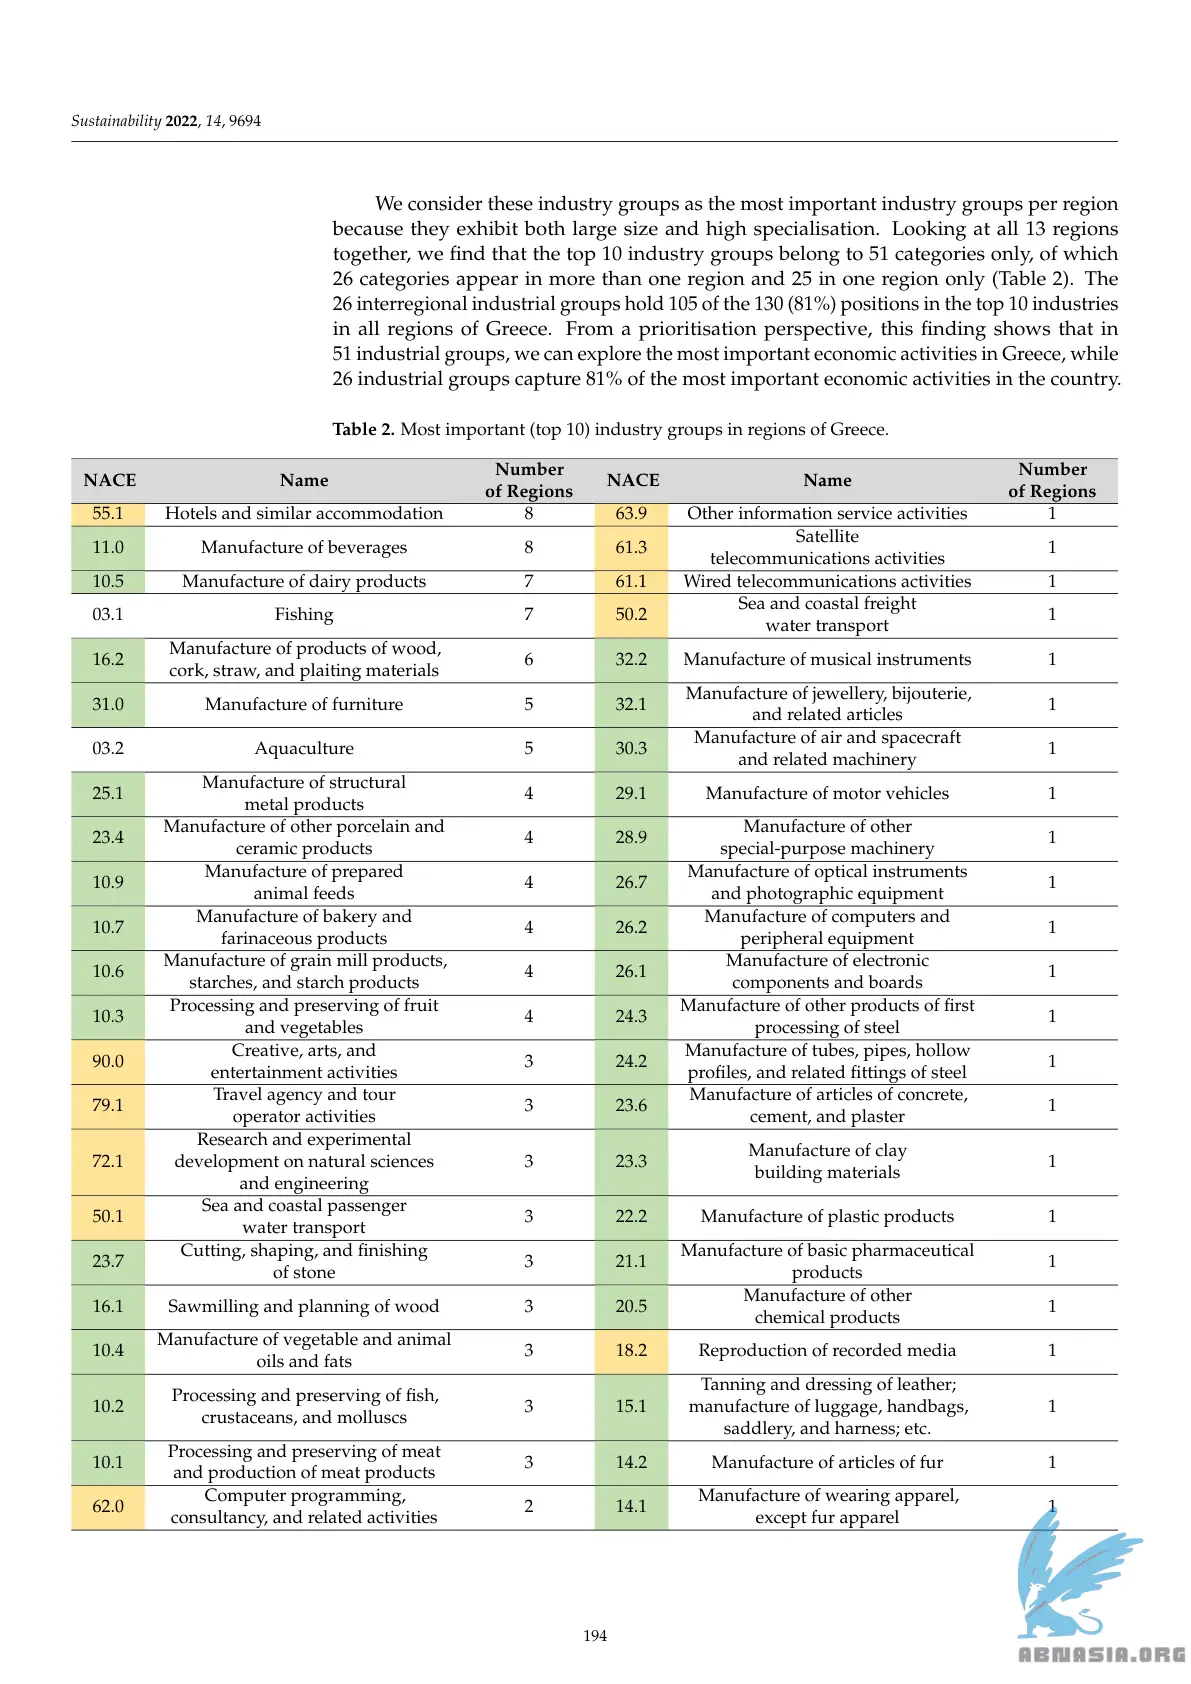 Sustainability 2022, 14, 9694
We consider these industry groups as the most important industry groups per region
because they exhibit both large size and high specialisation. Looking at all 13 regions
together, we find that the top 10 industry groups belong to 51 categories only, of which
26 categories appear in more than one region and 25 in one region only (Table 2). The
26 interregional industrial groups hold 105 of the 130 (81%) positions in the top 10 industries
in all regions of Greece. From a prioritisation perspective, this finding shows that in
51 industrial groups, we can explore the most important economic activities in Greece, while
26 industrial groups capture 81% of the most important economic activities in the country.
Table 2. Most important (top 10) industry groups in regions of Greece.
NACE Name Number of Regions NACE Name Number of Regions
55.1 Hotels and similar accommodation 8 63.9 Other information service activities 1
11.0 Manufacture of beverages 8 61.3 Satellite telecommunications activities 1
10.5 Manufacture of dairy products 7 61.1 Wired telecommunications activities 1
03.1 Fishing 7 50.2 Sea and coastal freight water transport 1
16.2 Manufacture of products of wood, cork, straw, and plaiting materials 6 32.2 Manufacture of musical instruments 1
31.0 Manufacture of furniture 5 32.1 Manufacture of jewellery, bijouterie, and related articles 1
03.2 Aquaculture 5 30.3 Manufacture of air and spacecraft and related machinery 1
25.1 Manufacture of structural metal products 4 29.1 Manufacture of motor vehicles 1
23.4 Manufacture of other porcelain and ceramic products 4 28.9 Manufacture of other special-purpose machinery 1
10.9 Manufacture of prepared animal feeds 4 26.7 Manufacture of optical instruments and photographic equipment 1
10.7 Manufacture of bakery and farinaceous products 4 26.2 Manufacture of computers and peripheral equipment 1
10.6 Manufacture of grain mill products, starches, and starch products 4 26.1 Manufacture of electronic components and boards 1
10.3 Processing and preserving of fruit and vegetables 4 24.3 Manufacture of other products of first processing of steel 1
90.0 Creative, arts, and entertainment activities 3 24.2 Manufacture of tubes, pipes, hollow profiles, and related fittings of steel 1
79.1 Travel agency and tour operator activities 3 23.6 Manufacture of articles of concrete, cement, and plaster 1
72.1 Research and experimental development on natural sciences and engineering 3 23.3 Manufacture of clay building materials 1
50.1 Sea and coastal passenger water transport 3 22.2 Manufacture of plastic products 1
23.7 Cutting, shaping, and finishing of stone 3 21.1 Manufacture of basic pharmaceutical products 1
16.1 Sawmilling and planning of wood 3 20.5 Manufacture of other chemical products 1
10.4 Manufacture of vegetable and animal oils and fats 3 18.2 Reproduction of recorded media 1
10.2 Processing and preserving of fish, crustaceans, and molluscs 3 15.1 Tanning and dressing of leather; manufacture of luggage, handbags, saddlery, and harness; etc. 1
10.1 Processing and preserving of meat and production of meat products 3 14.2 Manufacture of articles of fur 1
62.0 Computer programming, consultancy, and related activities 2 14.1 Manufacture of wearing apparel, except fur apparel 1
194
ABNASIA.ORG